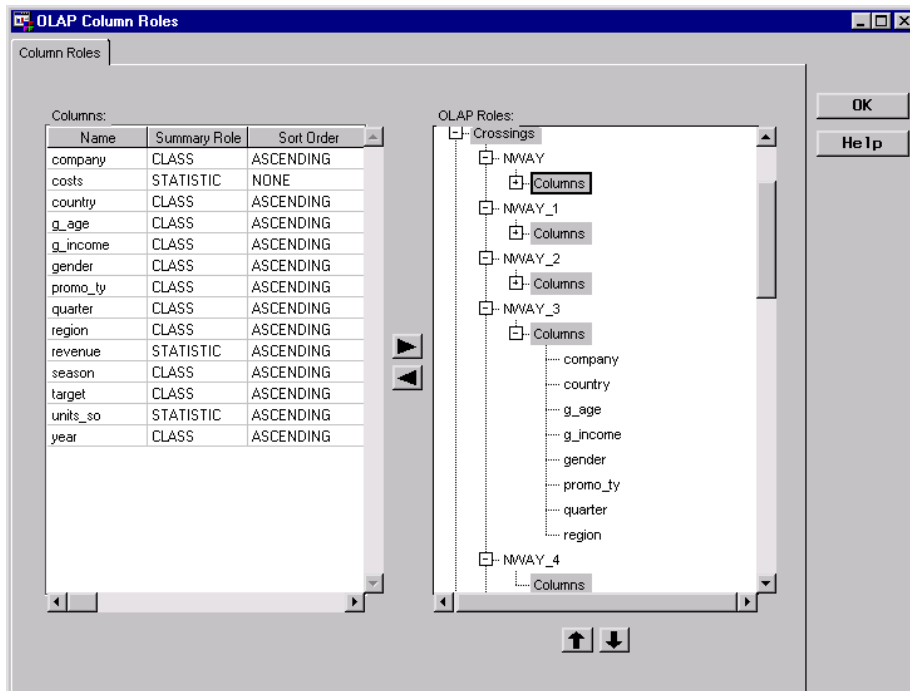 OLAP Column Roles
Column Roles
Columns:
Name Summary Role Sort Order
company CLASS ASCENDING
costs STATISTIC NONE
country CLASS ASCENDING
g_age CLASS ASCENDING
g_income CLASS ASCENDING
gender CLASS ASCENDING
promo_ty CLASS ASCENDING
quarter CLASS ASCENDING
region CLASS ASCENDING
revenue STATISTIC ASCENDING
season CLASS ASCENDING
target CLASS ASCENDING
units_so STATISTIC ASCENDING
year CLASS ASCENDING
OLAP Roles:
Crossings
NWAY
Columns
NWAY_1
Columns
NWAY_2
Columns
NWAY_3
Columns
company
country
g_age
g_income
gender
promo_ty
quarter
region
NWAY_4
Columns
OK
Help